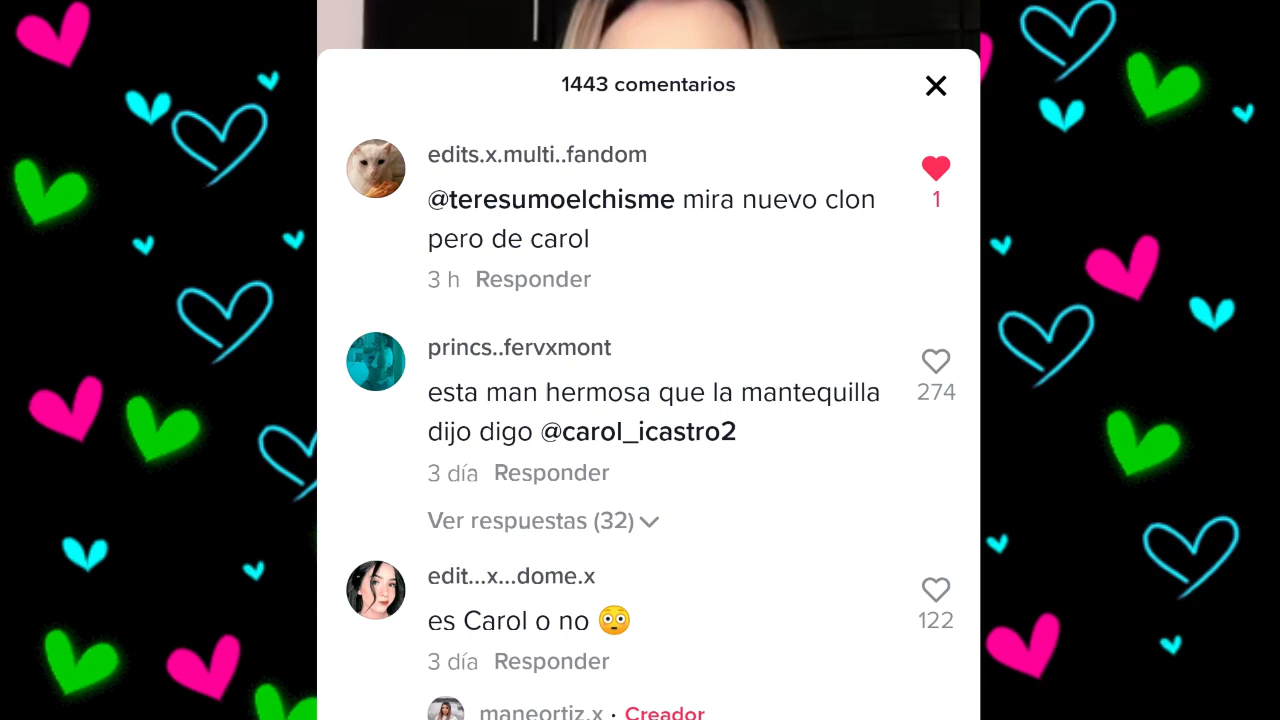 1443 comentarios
edits.x.multi..fandom
@teresumoelchisme mira nuevo clon
pero de carol
1
3 h Responder
princs..fervxmont
esta man hermosa que la mantequilla
dijo digo @carol_icastro2
274
3 día Responder
Ver respuestas (32)
edit...x...dome.x
es Carol o no 😳
122
3 día Responder
maneortiz.x · Creador